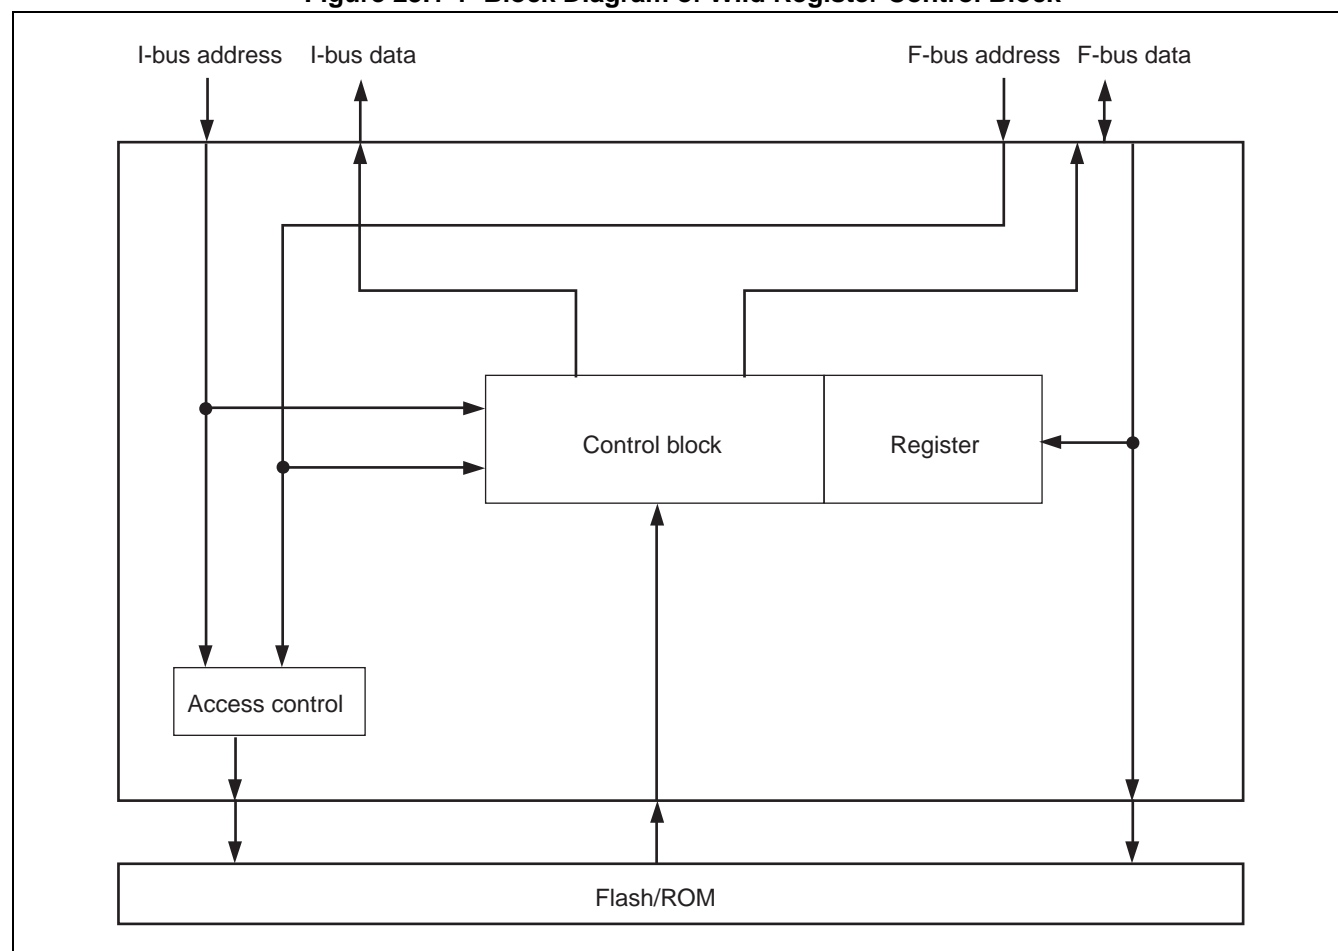 I-bus address I-bus data F-bus address F-bus data
Control block Register
Access control
Flash/ROM